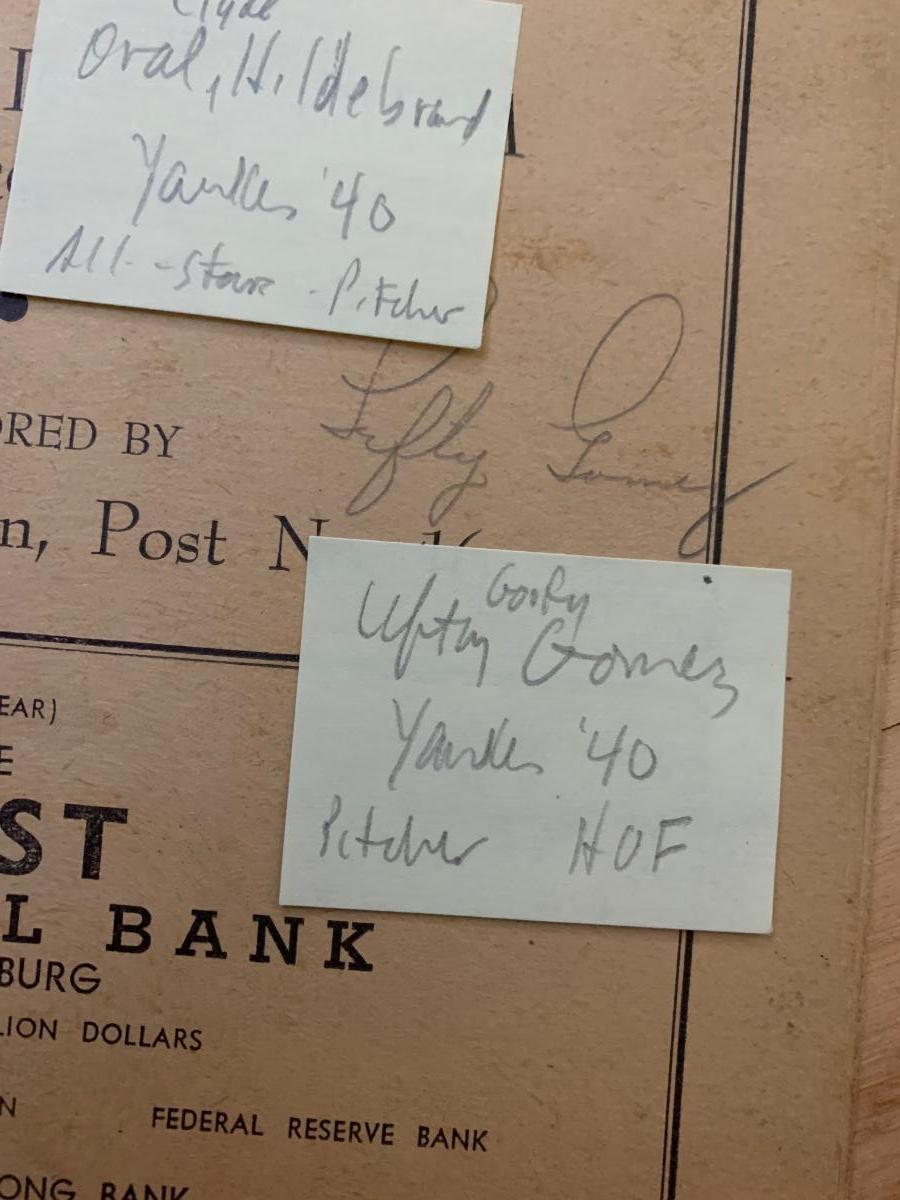 Clyde
Oral, Hildebrand
Yankees '40
All-Star - Pitcher
Lefty Gomez
ORED BY
n, Post N
Goofy
Lefty Gomez
Yankees '40
Pitcher HOF
EAR)
E
ST
L BANK
BURG
LION DOLLARS
N FEDERAL RESERVE BANK
ONG BANK